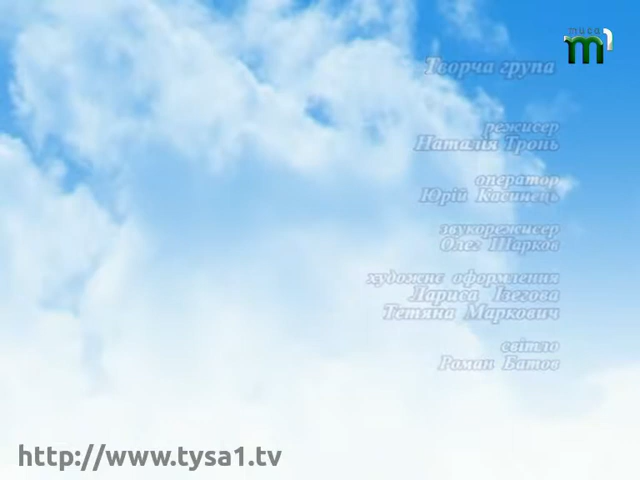 тиса
1
Творча група
режисер
Наталія Тронь
оператор
Юрій Касинець
звукорежисер
Олег Шарков
художнє оформлення
Лариса
Тетяна Маркович
світло
Роман Батов
http://www.tysa1.tv